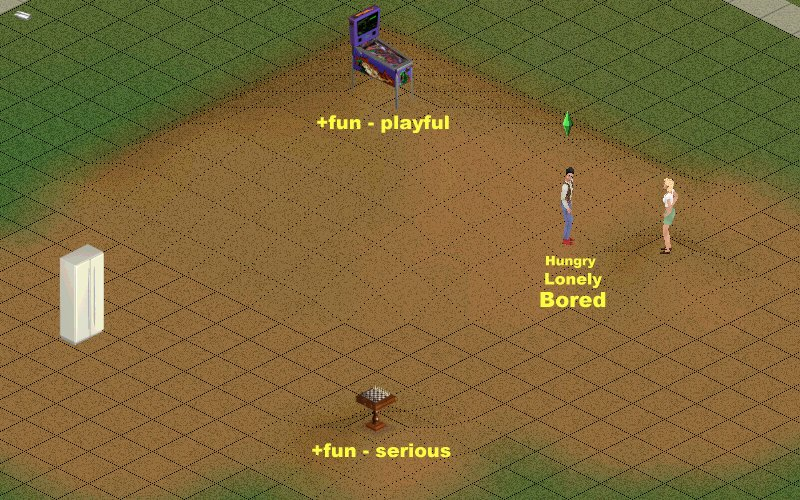 +fun - playful
Hungry
Lonely
Bored
+fun - serious